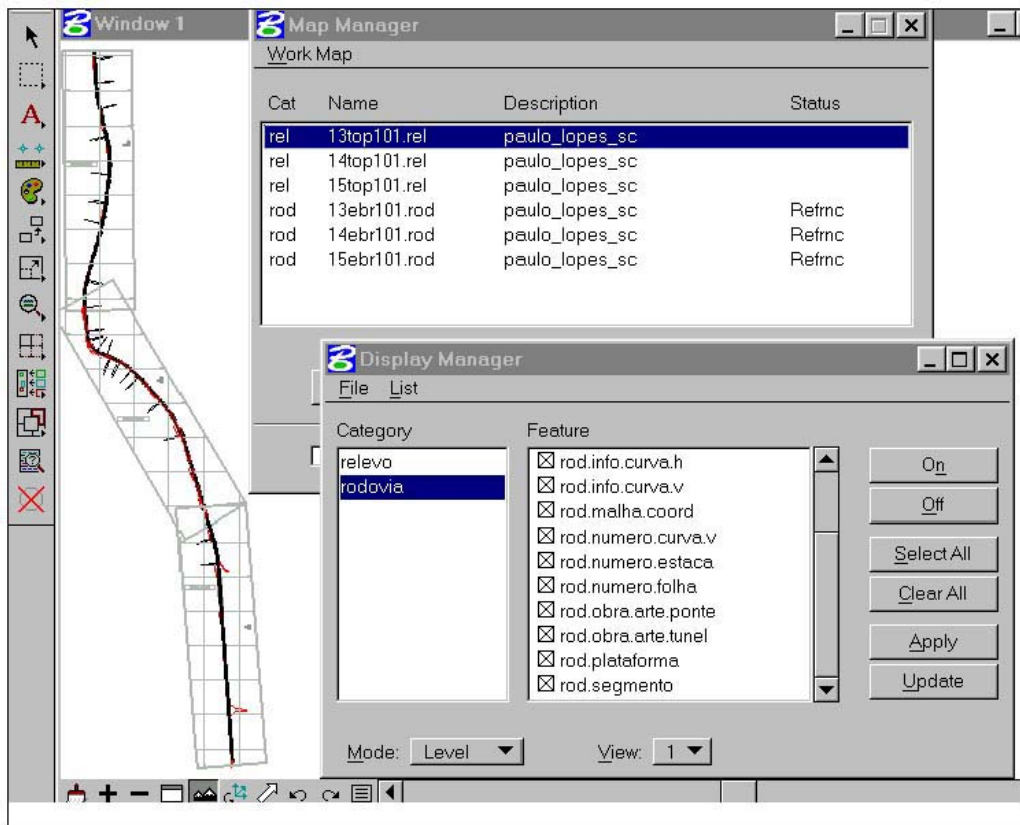 Window 1
Map Manager
Work Map
Cat Name Description Status
rel 13top101.rel paulo_lopes_sc
rel 14top101.rel paulo_lopes_sc
rel 15top101.rel paulo_lopes_sc
rod 13ebr101.rod paulo_lopes_sc Refrnc
rod 14ebr101.rod paulo_lopes_sc Refrnc
rod 15ebr101.rod paulo_lopes_sc Refrnc
Display Manager
File List
Category Feature
relevo
rodovia
rod.info.curva.h
rod.info.curva.v
rod.malha.coord
rod.numero.curva.v
rod.numero.estaca
rod.numero.folha
rod.obra.arte.ponte
rod.obra.arte.tunel
rod.plataforma
rod.segmento
On
Off
Select All
Clear All
Apply
Update
Mode: Level View: 1